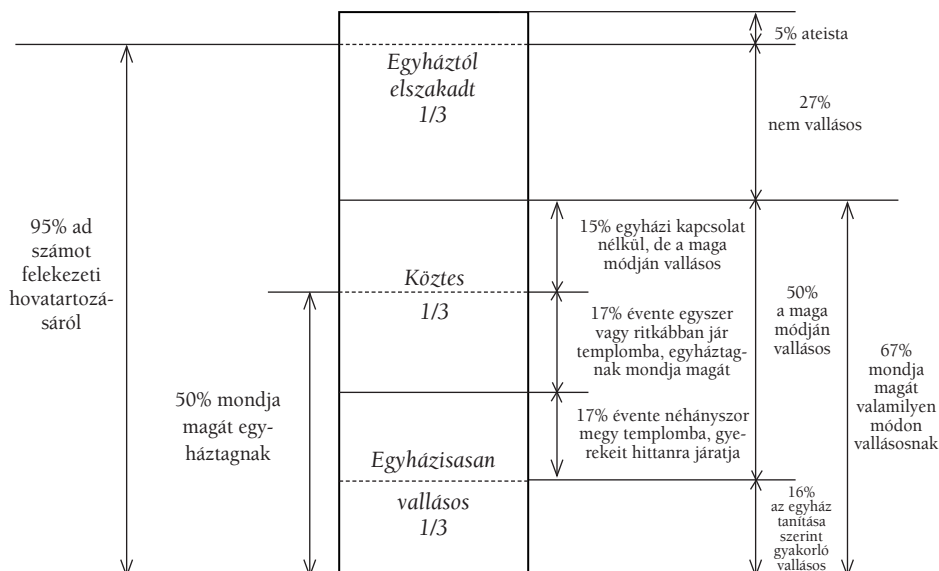 5% ateista
Egyháztól
elszakadt
1/3
27%
nem vallásos
95% ad
számot
felekezeti
hovatartozá-
sáról
15% egyházi kapcsolat
nélkül, de a maga
módján vallásos
Köztes
1/3
50%
a maga
módján
vallásos
17% évente egyszer
vagy ritkábban jár
templomba, egyháztag-
nak mondja magát
67%
mondja
magát
valamilyen
módon
vallásosnak
50% mondja
magát egy-
háztagnak
17% évente néhányszor
megy templomba, gye-
rekeit hittanra járatja
Egyházisasan
vallásos
1/3
16%
az egyház
tanítása
szerint
gyakorló
vallásos